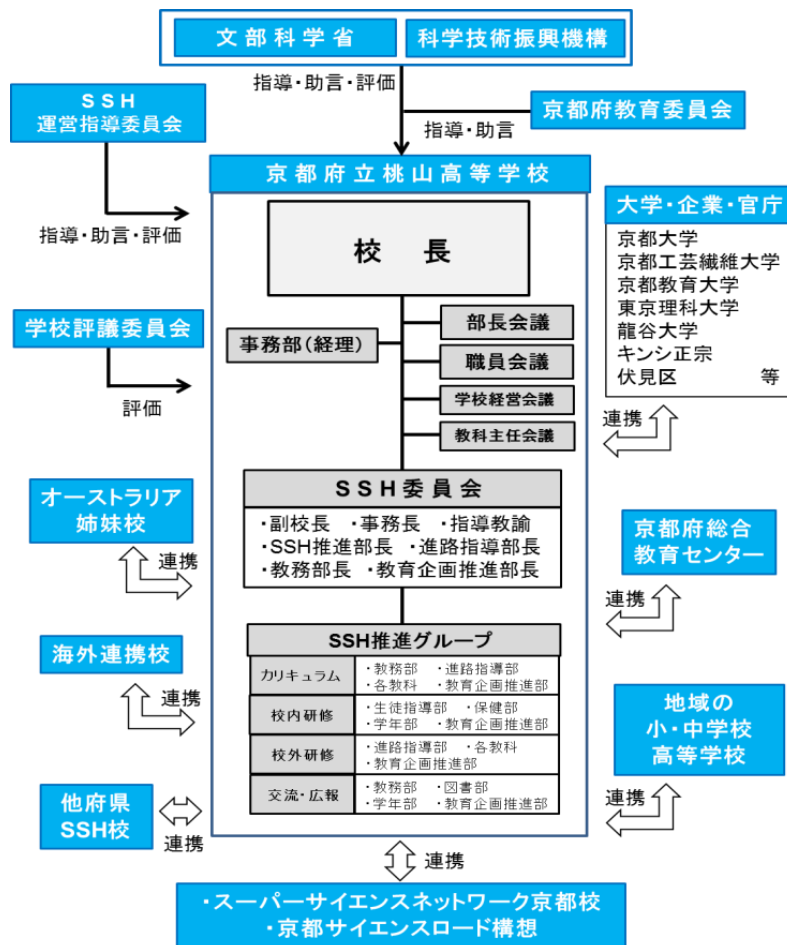 文部科学省
科学技術振興機構
指導・助言・評価
SSH
運営指導委員会
京都府教育委員会
指導・助言
京都府立桃山高等学校
指導・助言・評価
校 長
大学・企業・官庁
京都大学
京都工芸繊維大学
京都教育大学
東京理科大学
龍谷大学
キンシ正宗
伏見区 等
連携
学校評議委員会
評価
事務部(経理)
部長会議
職員会議
学校経営会議
教科主任会議
SSH委員会
・副校長 ・事務長 ・指導教諭
・SSH推進部長 ・進路指導部長
・教務部長 ・教育企画推進部長
オーストラリア
姉妹校
連携
京都府総合
教育センター
連携
SSH推進グループ
カリキュラム
・教務部 ・進路指導部
・各教科 ・教育企画推進部
校内研修
・生徒指導部 ・保健部
・学年部 ・教育企画推進部
校外研修
・進路指導部 ・各教科
・教育企画推進部
交流・広報
・教務部 ・図書部
・学年部 ・教育企画推進部
海外連携校
連携
地域の
小・中学校
高等学校
連携
他府県
SSH校
連携
連携
・スーパーサイエンスネットワーク京都校
・京都サイエンスロード構想